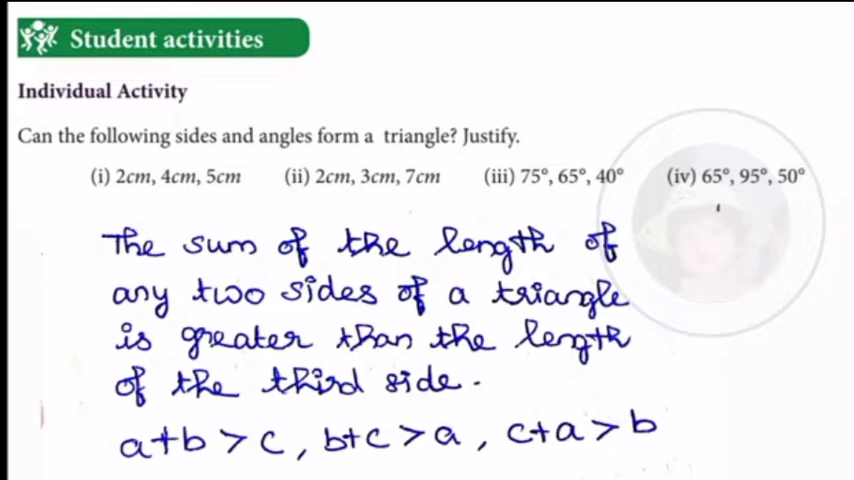 Student activities
Individual Activity
Can the following sides and angles form a triangle? Justify.
(i) 2cm, 4cm, 5cm (ii) 2cm, 3cm, 7cm (iii) 75°, 65°, 40° (iv) 65°, 95°, 50°
The sum of the length of
any two sides of a triangle
is greater than the length
of the third side.
a+b > c, b+c > a, c+a > b